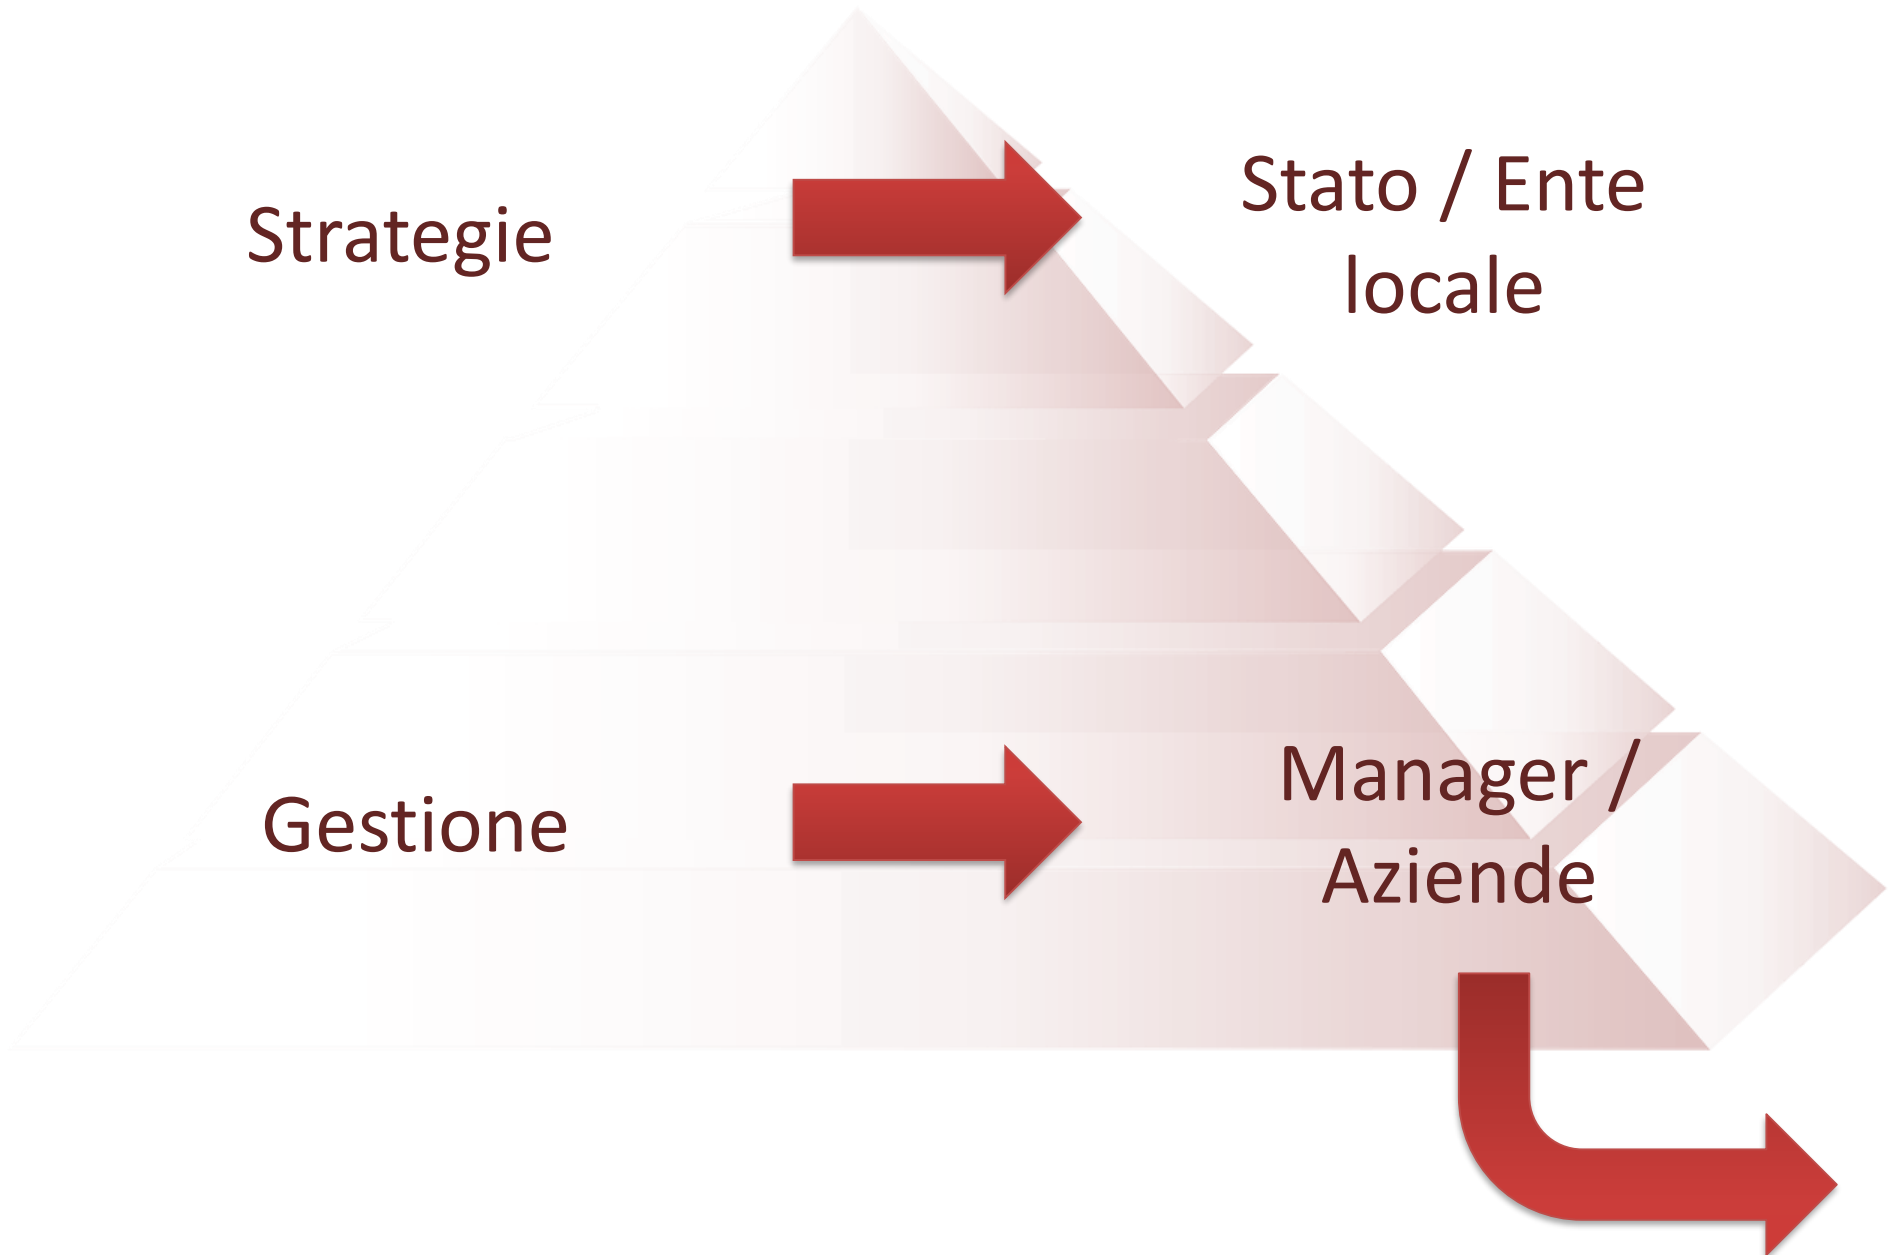 Strategie
Stato / Ente
locale
Gestione
Manager /
Aziende